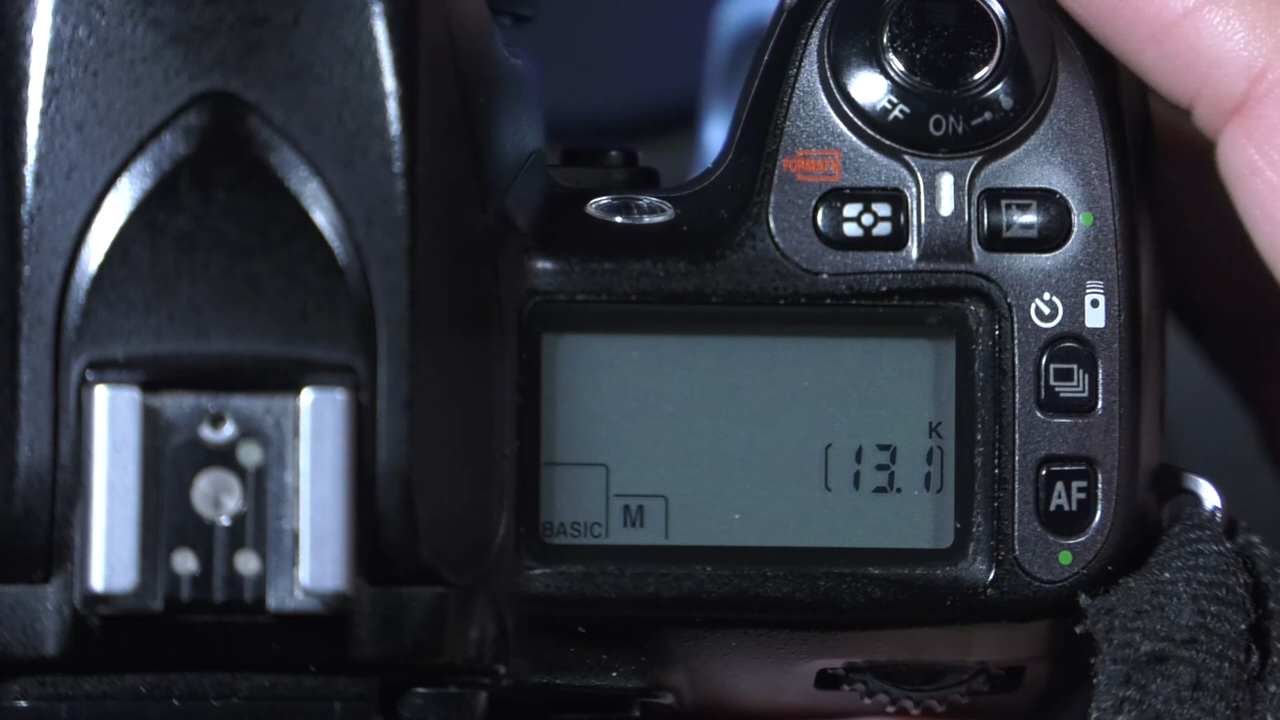 OFF ON
FORMAT
K
[13.1]
BASIC M
AF